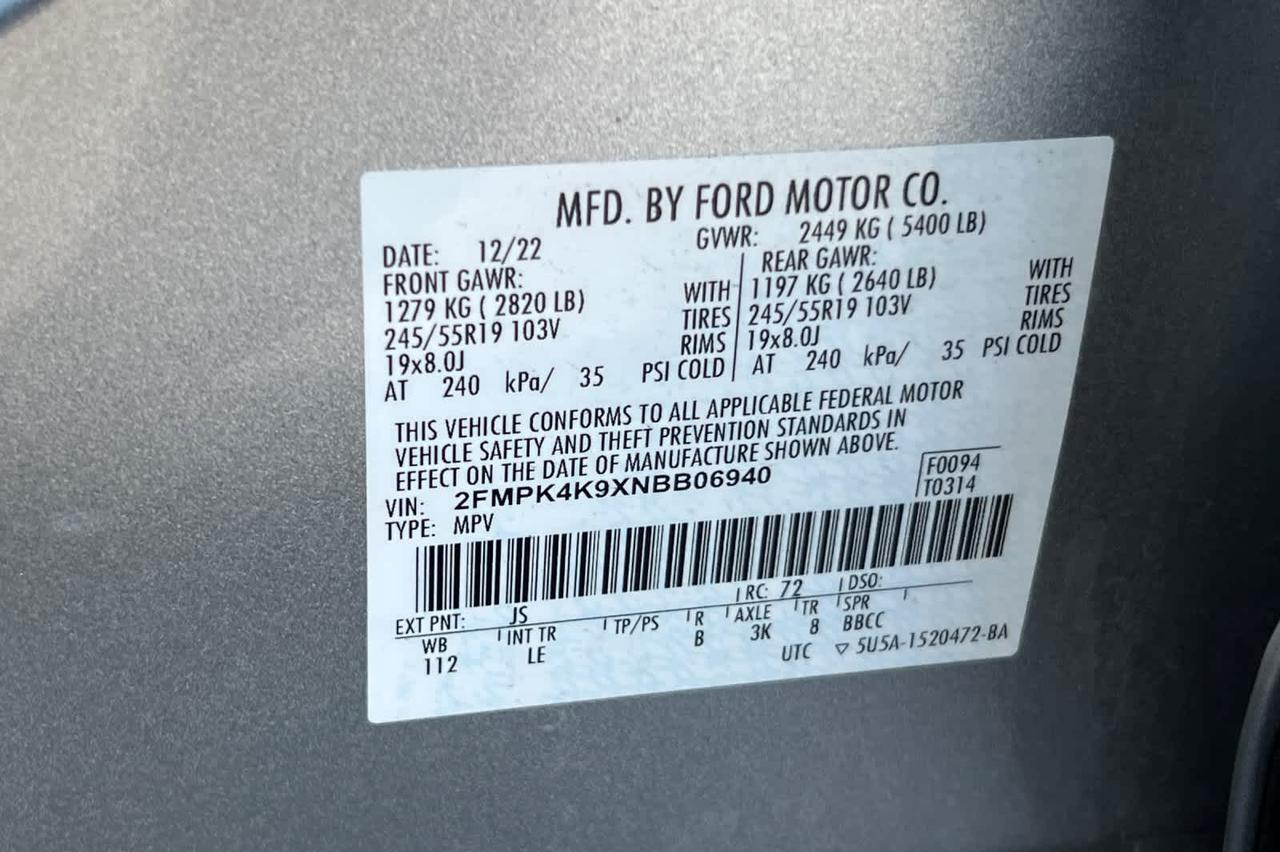 MFD. BY FORD MOTOR CO.
DATE: 12/22 GVWR: 2449 KG ( 5400 LB)
FRONT GAWR: REAR GAWR:
1279 KG ( 2820 LB) WITH 1197 KG ( 2640 LB) WITH
245/55R19 103V TIRES 245/55R19 103V TIRES
19x8.0J RIMS 19x8.0J RIMS
AT 240 kPa/ 35 PSI COLD AT 240 kPa/ 35 PSI COLD
THIS VEHICLE CONFORMS TO ALL APPLICABLE FEDERAL MOTOR
VEHICLE SAFETY AND THEFT PREVENTION STANDARDS IN
EFFECT ON THE DATE OF MANUFACTURE SHOWN ABOVE.
VIN: 2FMPK4K9XNBB06940 F0094
TYPE: MPV T0314
EXT PNT: JS RC: 72 DSO:
WB INT TR TP/PS R AXLE TR SPR
112 LE B 3K 8 BBCC
UTC ▽ 5U5A-1520472-BA